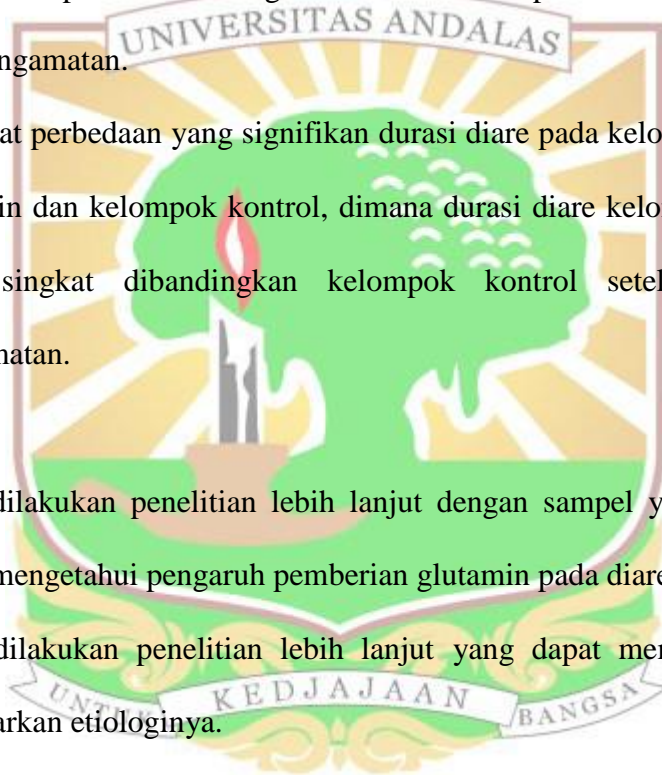 UNIVERSITAS ANDALAS
ngamatan.
at perbedaan yang signifikan durasi diare pada kelo
in dan kelompok kontrol, dimana durasi diare kelo
singkat dibandingkan kelompok kontrol setel
natan.
dilakukan penelitian lebih lanjut dengan sampel y
mengetahui pengaruh pemberian glutamin pada diare
dilakukan penelitian lebih lanjut yang dapat mer
UNTUK KEDJAJAAN BANGSA
arkan etiologinya.